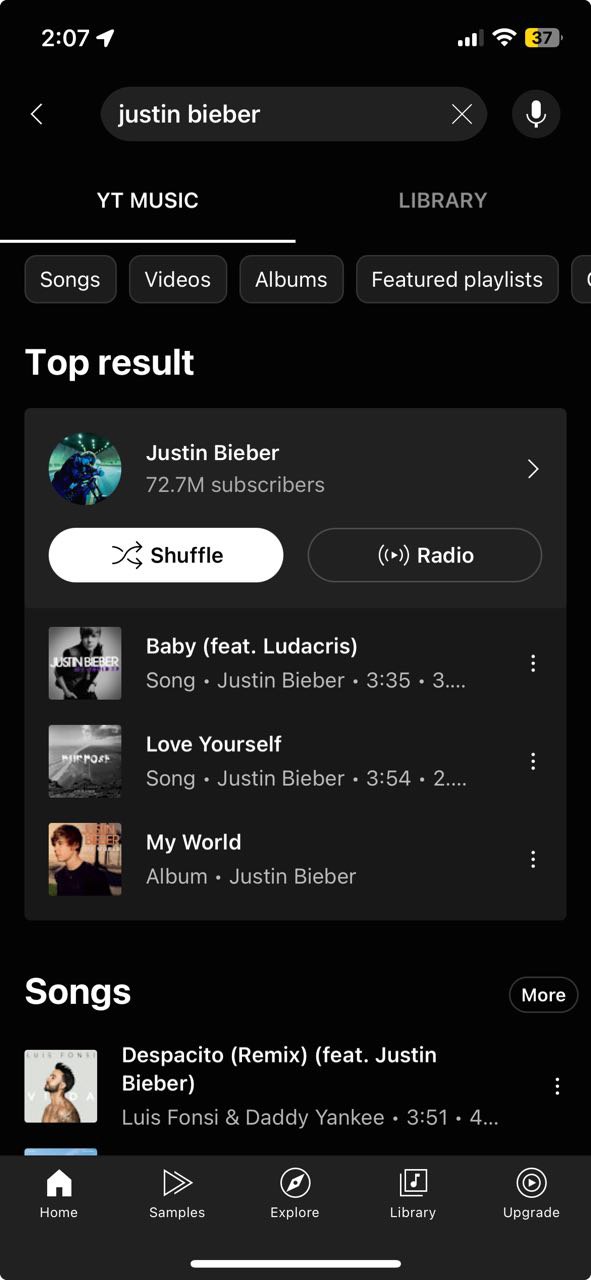 2:07
37
justin bieber
YT MUSIC
LIBRARY
Songs
Videos
Albums
Featured playlists
Top result
Justin Bieber
72.7M subscribers
Shuffle
Radio
JUSTIN BIEBER
Baby (feat. Ludacris)
Song • Justin Bieber • 3:35 • 3....
PURPOSE
Love Yourself
Song • Justin Bieber • 3:54 • 2....
My World
Album • Justin Bieber
Songs
More
LUIS FONSI
VIDA
Despacito (Remix) (feat. Justin
Bieber)
Luis Fonsi & Daddy Yankee • 3:51 • 4...
Home
Samples
Explore
Library
Upgrade